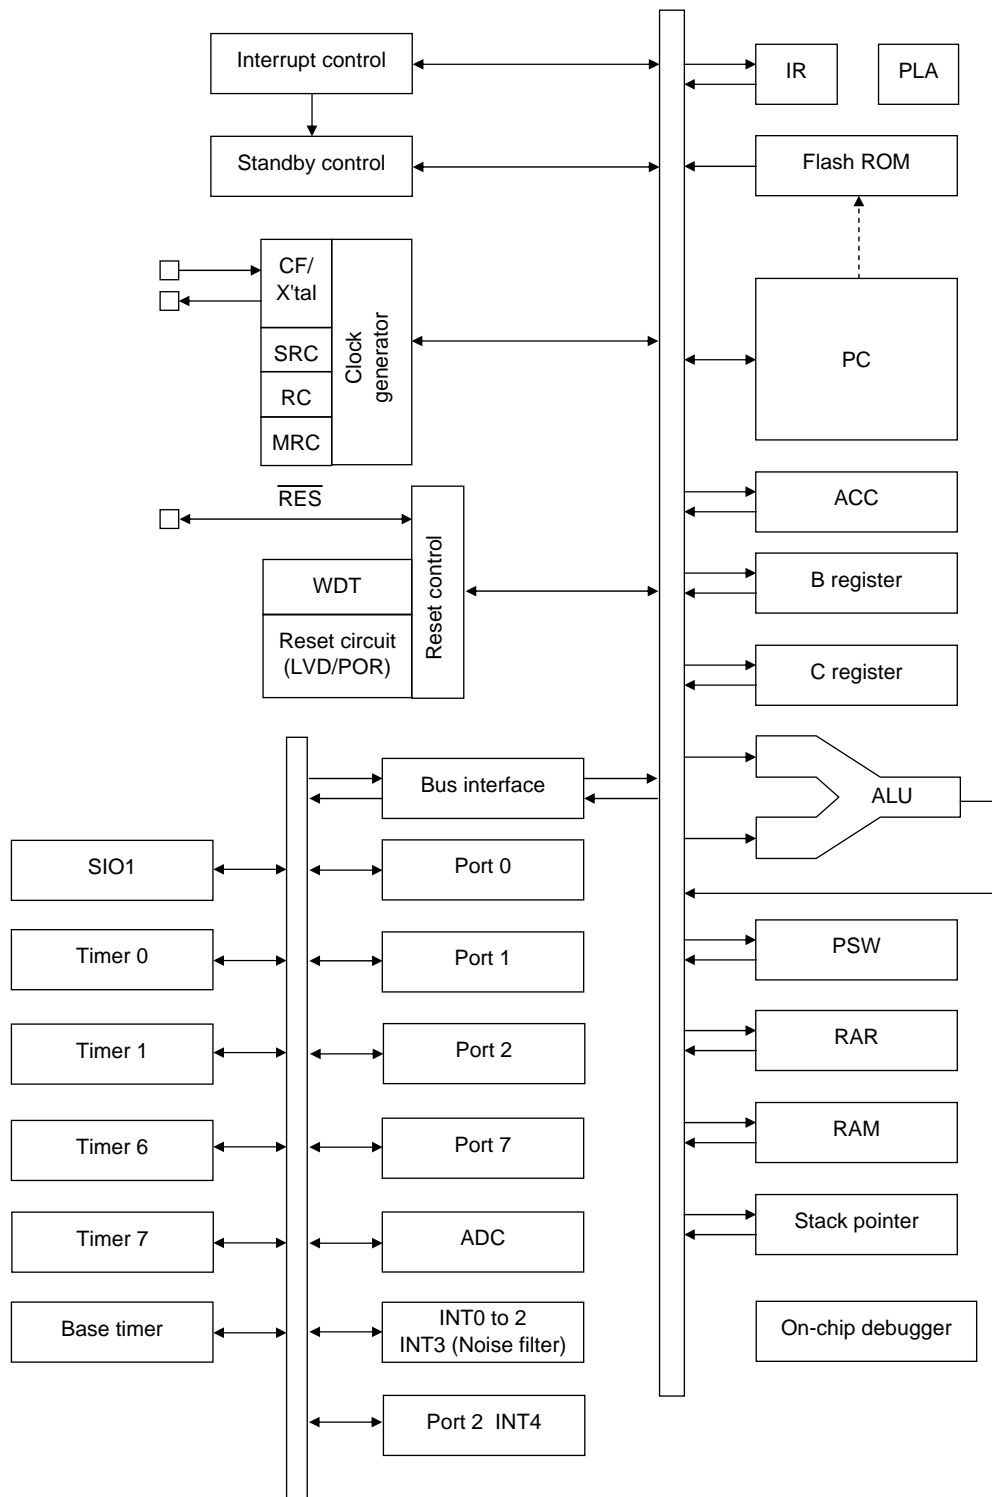 Interrupt control
IR
PLA
Standby control
Flash ROM
CF/
X'tal
SRC
RC
MRC
Clock
generator
PC
RES
WDT
Reset circuit
(LVD/POR)
Reset control
ACC
B register
C register
Bus interface
ALU
SIO1
Port 0
Timer 0
Port 1
PSW
Timer 1
Port 2
RAR
Timer 6
Port 7
RAM
Timer 7
ADC
Stack pointer
Base timer
INT0 to 2
INT3 (Noise filter)
On-chip debugger
Port 2 INT4